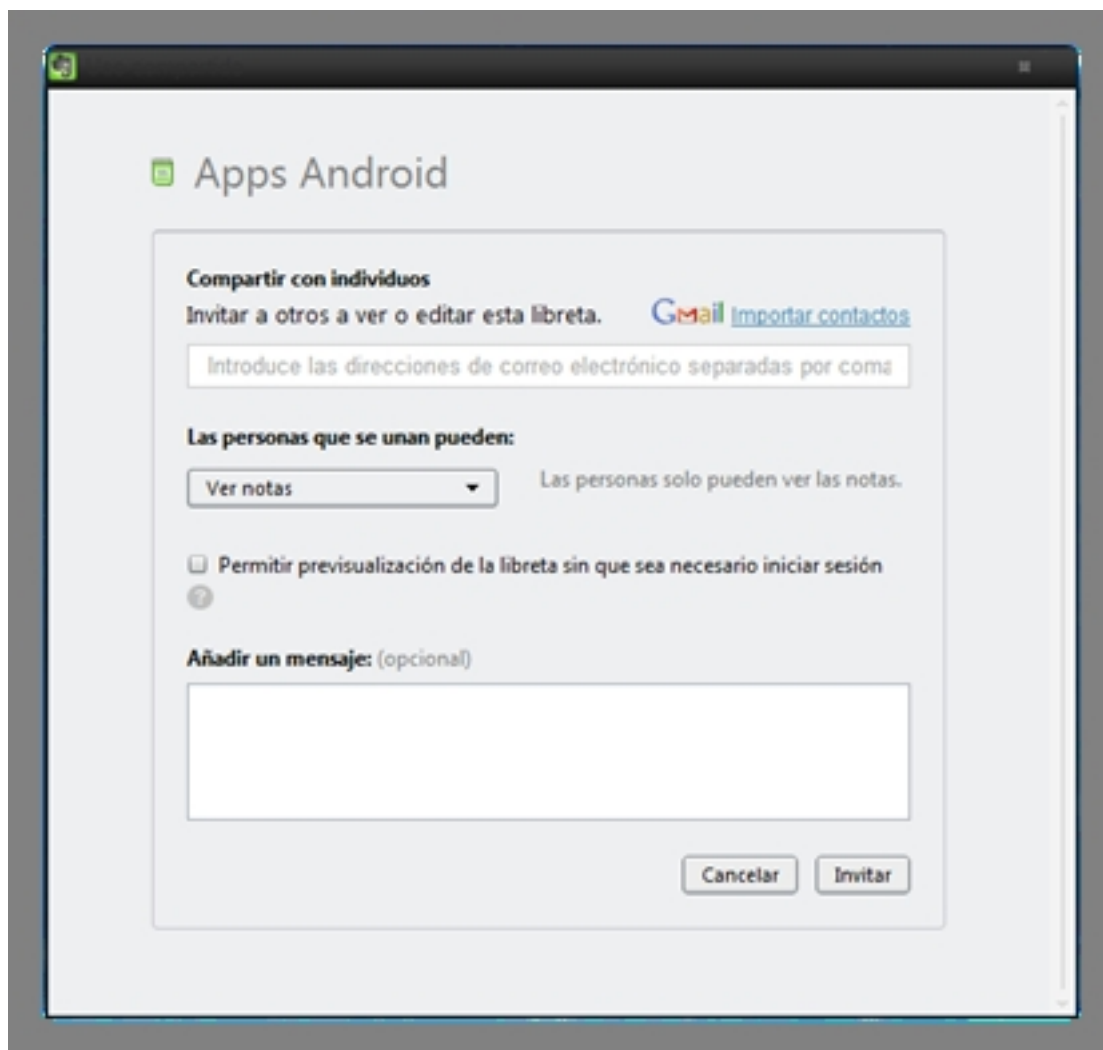 Apps Android
Compartir con individuos
Invitar a otros a ver o editar esta libreta. Gmail Importar contactos
Introduce las direcciones de correo electrónico separadas por coma
Las personas que se unan pueden:
Ver notas Las personas solo pueden ver las notas.
Permitir previsualización de la libreta sin que sea necesario iniciar sesión
?
Añadir un mensaje: (opcional)
Cancelar Invitar